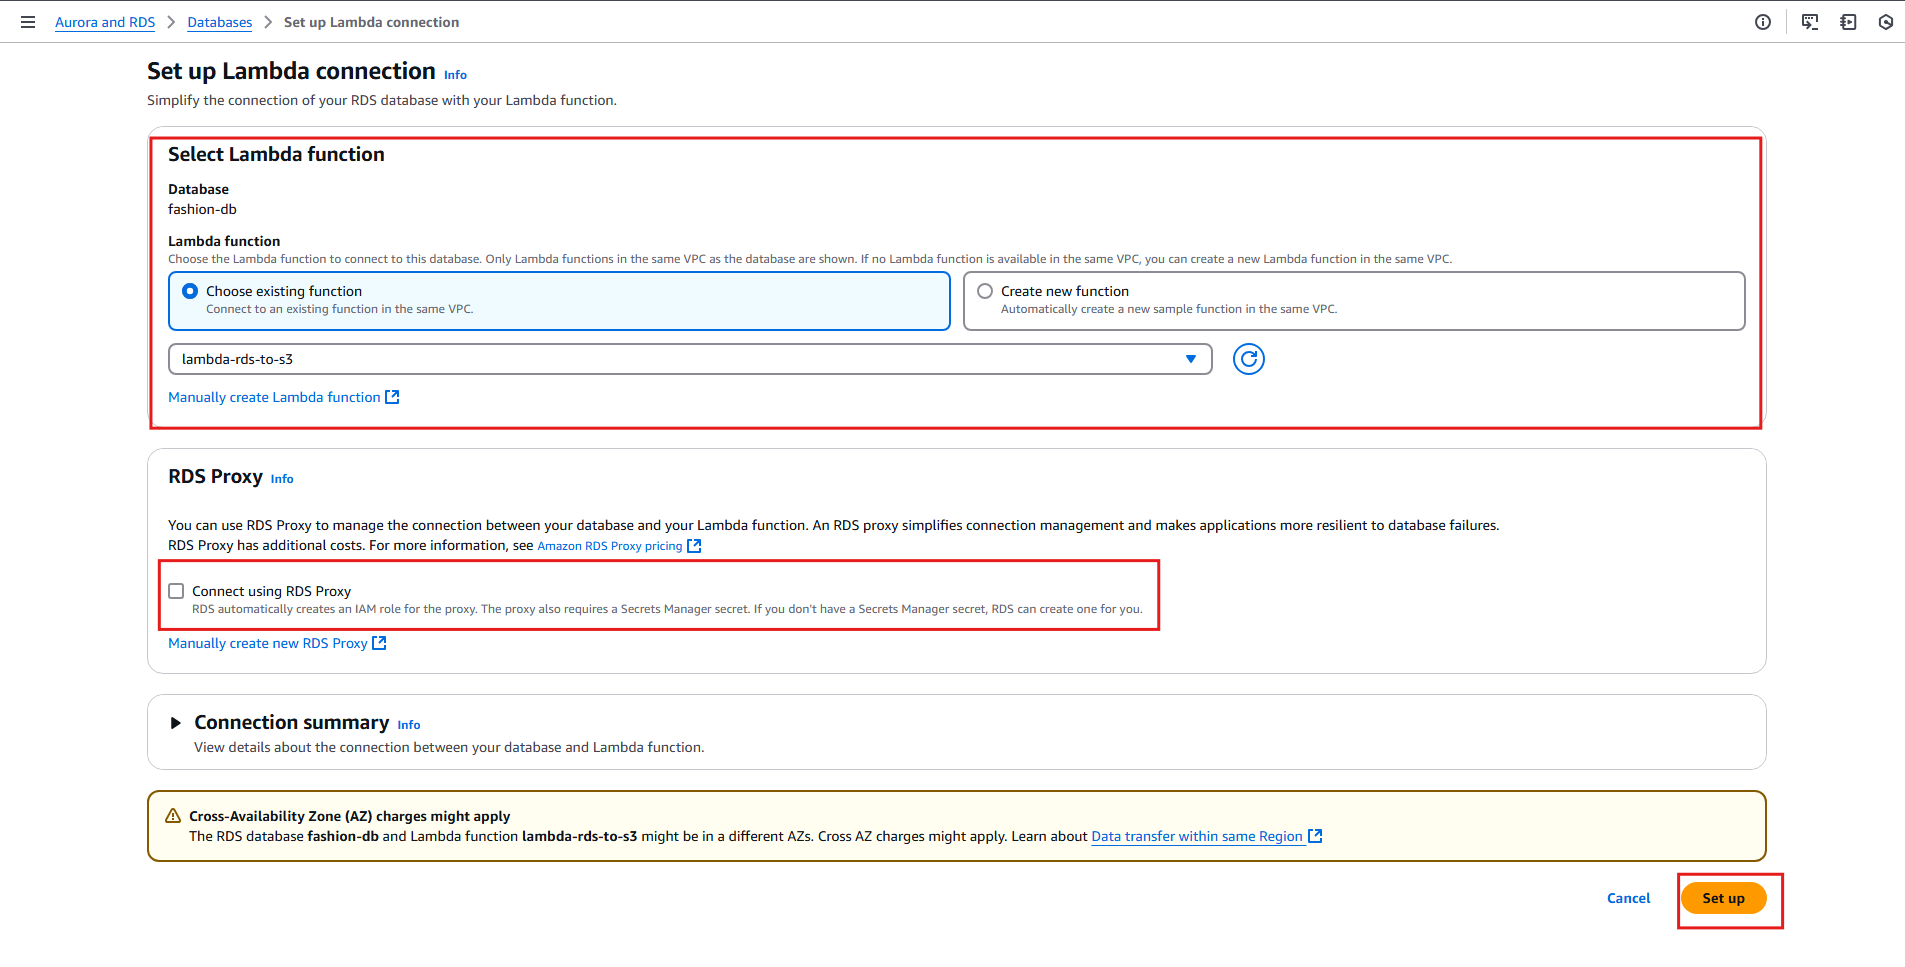 Aurora and RDS > Databases > Set up Lambda connection
Set up Lambda connection Info
Simplify the connection of your RDS database with your Lambda function.
Select Lambda function
Database
fashion-db
Lambda function
Choose the Lambda function to connect to this database. Only Lambda functions in the same VPC as the database are shown. If no Lambda function is available in the same VPC, you can create a new Lambda function in the same VPC.
Choose existing function
Connect to an existing function in the same VPC.
Create new function
Automatically create a new sample function in the same VPC.
lambda-rds-to-s3
Manually create Lambda function
RDS Proxy Info
You can use RDS Proxy to manage the connection between your database and your Lambda function. An RDS proxy simplifies connection management and makes applications more resilient to database failures.
RDS Proxy has additional costs. For more information, see Amazon RDS Proxy pricing
Connect using RDS Proxy
RDS automatically creates an IAM role for the proxy. The proxy also requires a Secrets Manager secret. If you don't have a Secrets Manager secret, RDS can create one for you.
Manually create new RDS Proxy
Connection summary Info
View details about the connection between your database and Lambda function.
Cross-Availability Zone (AZ) charges might apply
The RDS database fashion-db and Lambda function lambda-rds-to-s3 might be in a different AZs. Cross AZ charges might apply. Learn about Data transfer within same Region
Cancel
Set up